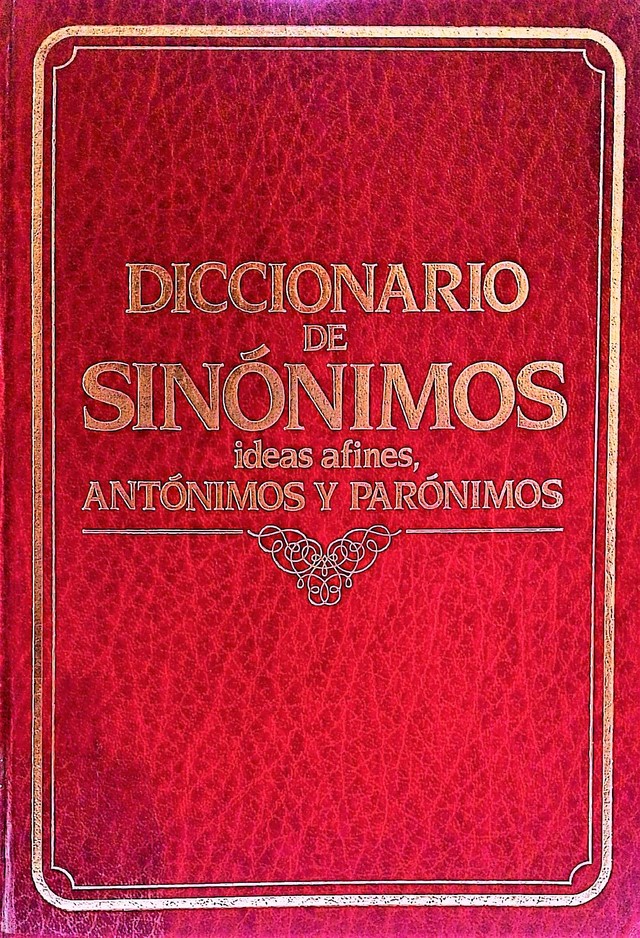 DICCIONARIO
DE
SINÓNIMOS
ideas afines,
ANTÓNIMOS Y PARÓNIMOS